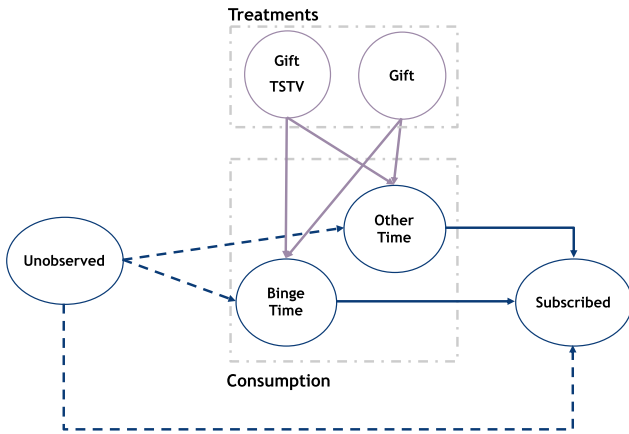 Treatments
Gift
TSTV
Gift
Other
Time
Unobserved
Binge
Time
Subscribed
Consumption